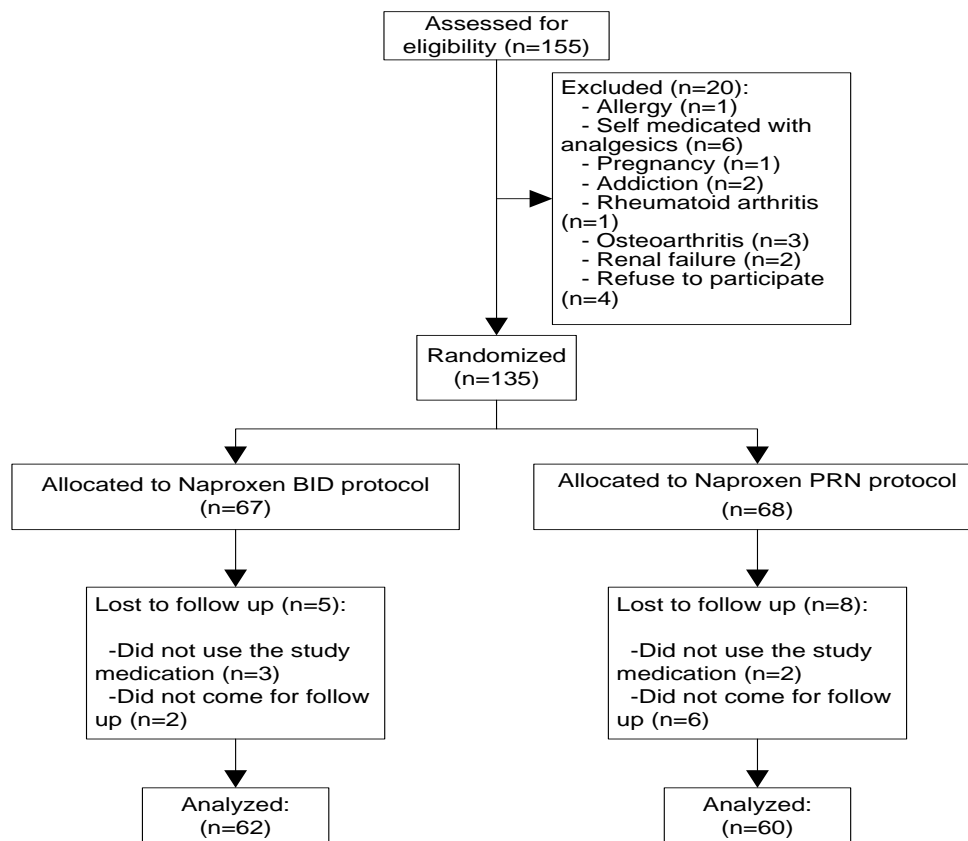 Assessed for
eligibility (n=155)
Excluded (n=20):
- Allergy (n=1)
- Self medicated with
analgesics (n=6)
- Pregnancy (n=1)
- Addiction (n=2)
- Rheumatoid arthritis
(n=1)
- Osteoarthritis (n=3)
- Renal failure (n=2)
- Refuse to participate
(n=4)
Randomized
(n=135)
Allocated to Naproxen BID protocol
(n=67)
Allocated to Naproxen PRN protocol
(n=68)
Lost to follow up (n=5):
-Did not use the study
medication (n=3)
-Did not come for follow
up (n=2)
Lost to follow up (n=8):
-Did not use the study
medication (n=2)
-Did not come for follow
up (n=6)
Analyzed:
(n=62)
Analyzed:
(n=60)